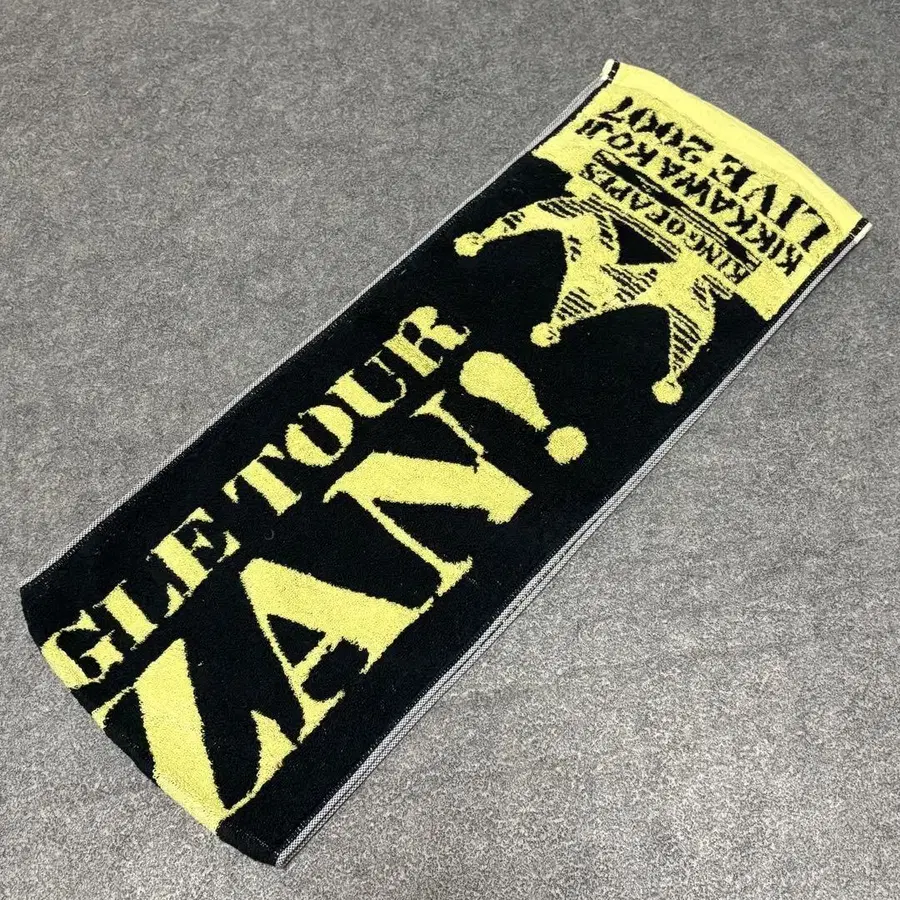 GLE TOUR
ZAN!
KING OF APES
KIKKAWA KOJI
LIVE 2007